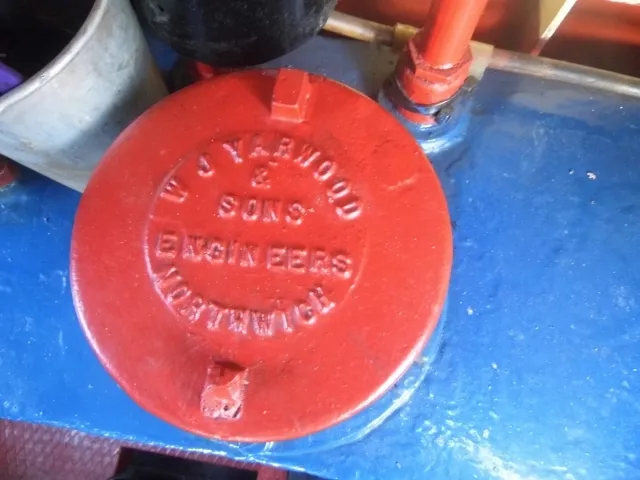 W J YARWOOD
&
SONS
ENGINEERS
NORTHWICH